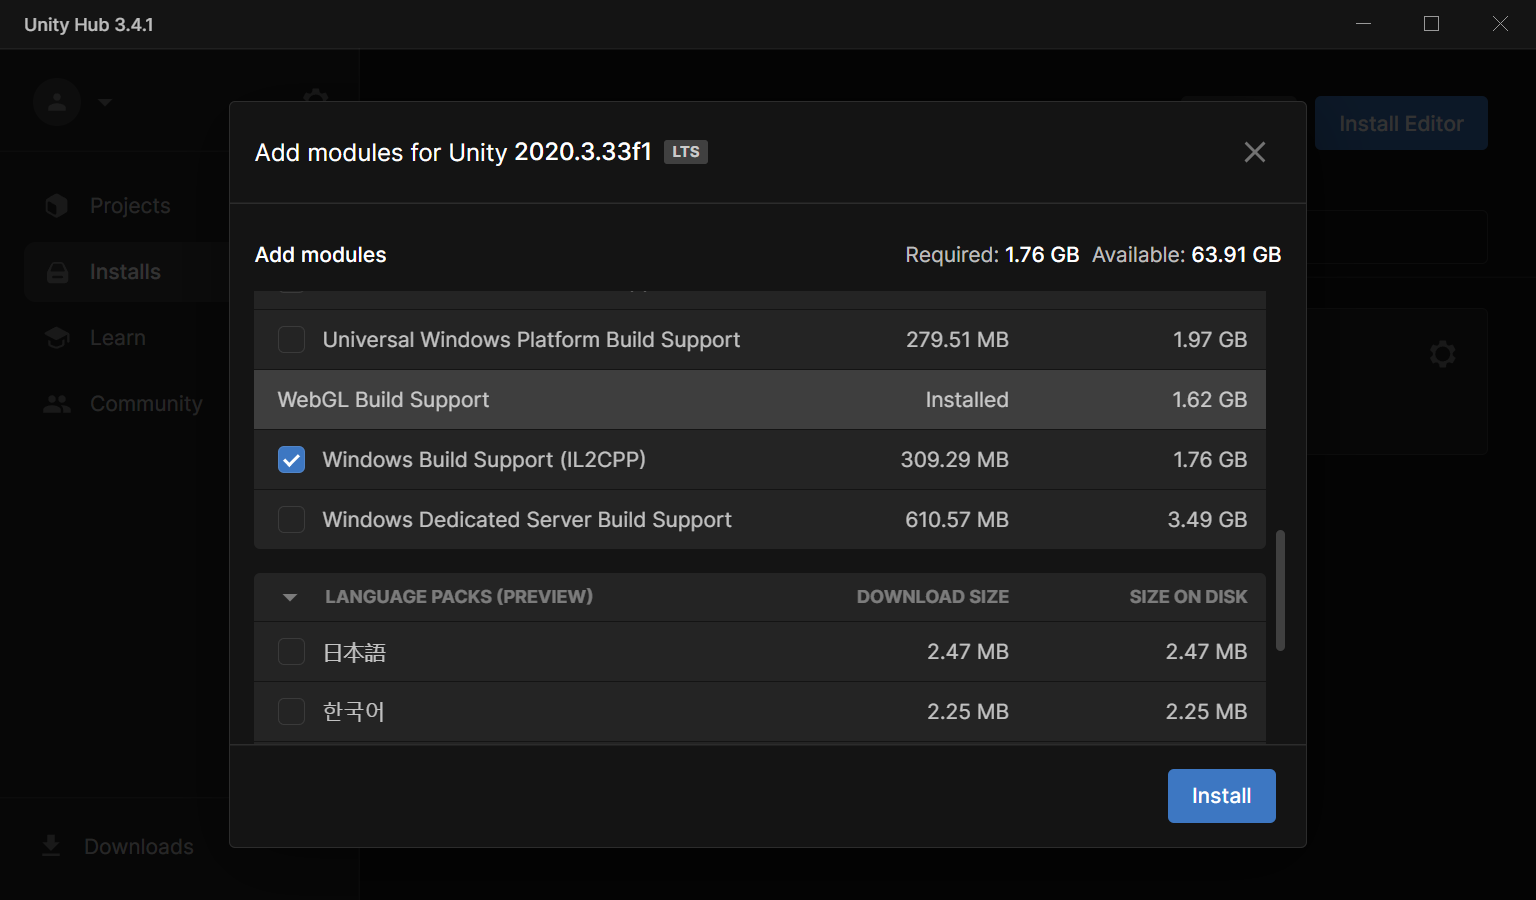 Unity Hub 3.4.1
Install Editor
Add modules for Unity 2020.3.33f1 LTS
Projects
Installs
Learn
Community
Add modules Required: 1.76 GB Available: 63.91 GB
Universal Windows Platform Build Support 279.51 MB 1.97 GB
WebGL Build Support Installed 1.62 GB
Windows Build Support (IL2CPP) 309.29 MB 1.76 GB
Windows Dedicated Server Build Support 610.57 MB 3.49 GB
LANGUAGE PACKS (PREVIEW) DOWNLOAD SIZE SIZE ON DISK
日本語 2.47 MB 2.47 MB
한국어 2.25 MB 2.25 MB
Install
Downloads